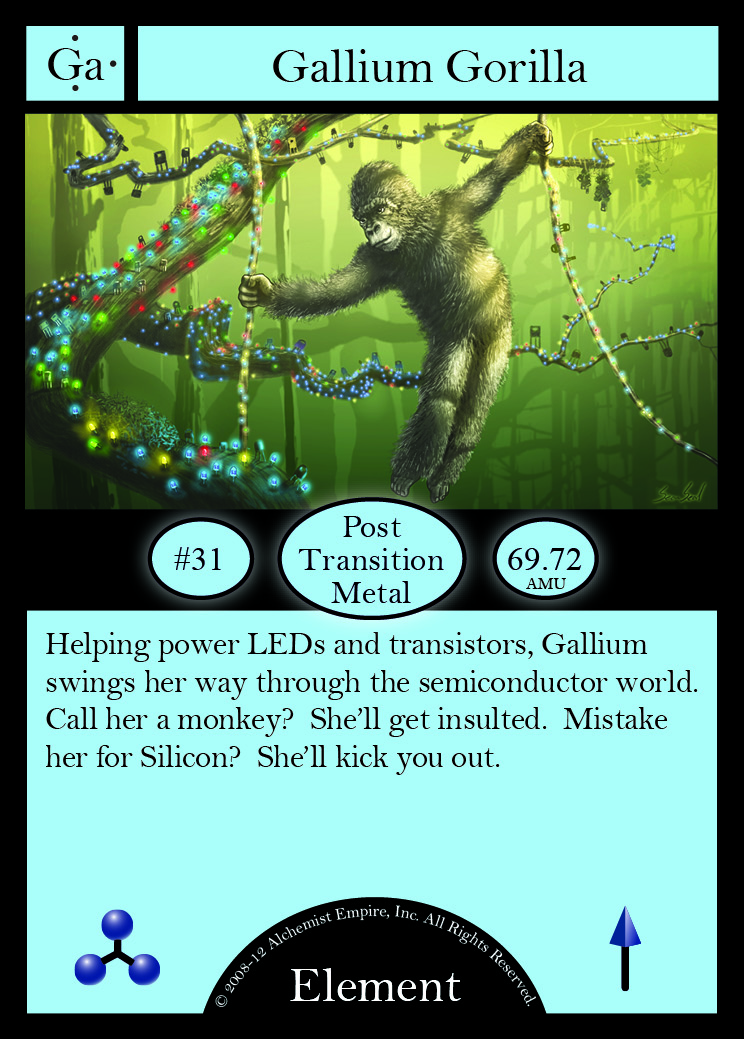 Ga
Gallium Gorilla
#31
Post
Transition
Metal
69.72
AMU
Helping power LEDs and transistors, Gallium
swings her way through the semiconductor world.
Call her a monkey?  She’ll get insulted.  Mistake
her for Silicon?  She’ll kick you out.
© 2008-12 Alchemist Empire, Inc. All Rights Reserved.
Element